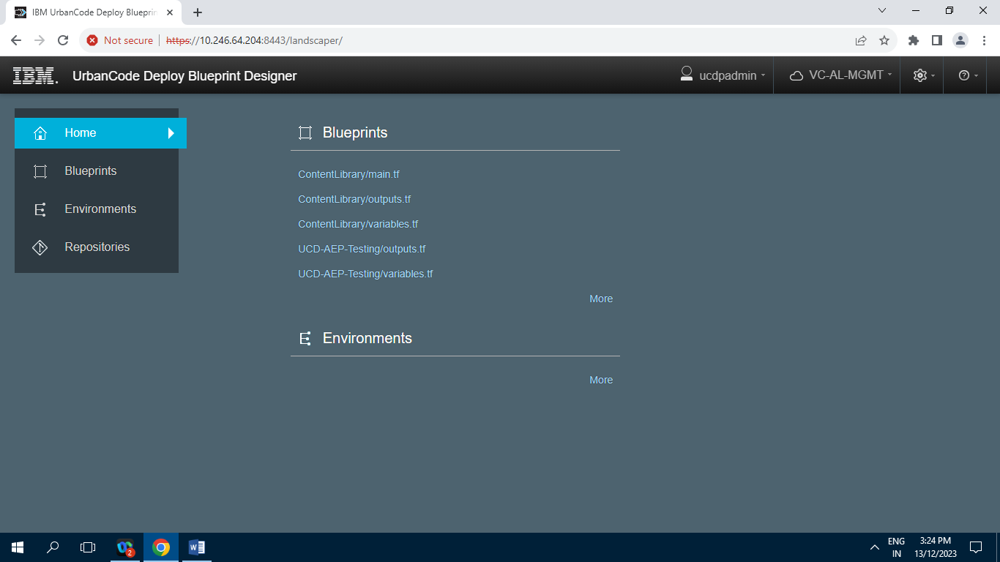 IBM UrbanCode Deploy Blueprin
Not secure
https://10.246.64.204:8443/landscaper/
IBM.
UrbanCode Deploy Blueprint Designer
ucdpadmin
VC-AL-MGMT
Home
Blueprints
Environments
Repositories
Blueprints
ContentLibrary/main.tf
ContentLibrary/outputs.tf
ContentLibrary/variables.tf
UCD-AEP-Testing/outputs.tf
UCD-AEP-Testing/variables.tf
More
Environments
More
2
ENG
IN
3:24 PM
13/12/2023